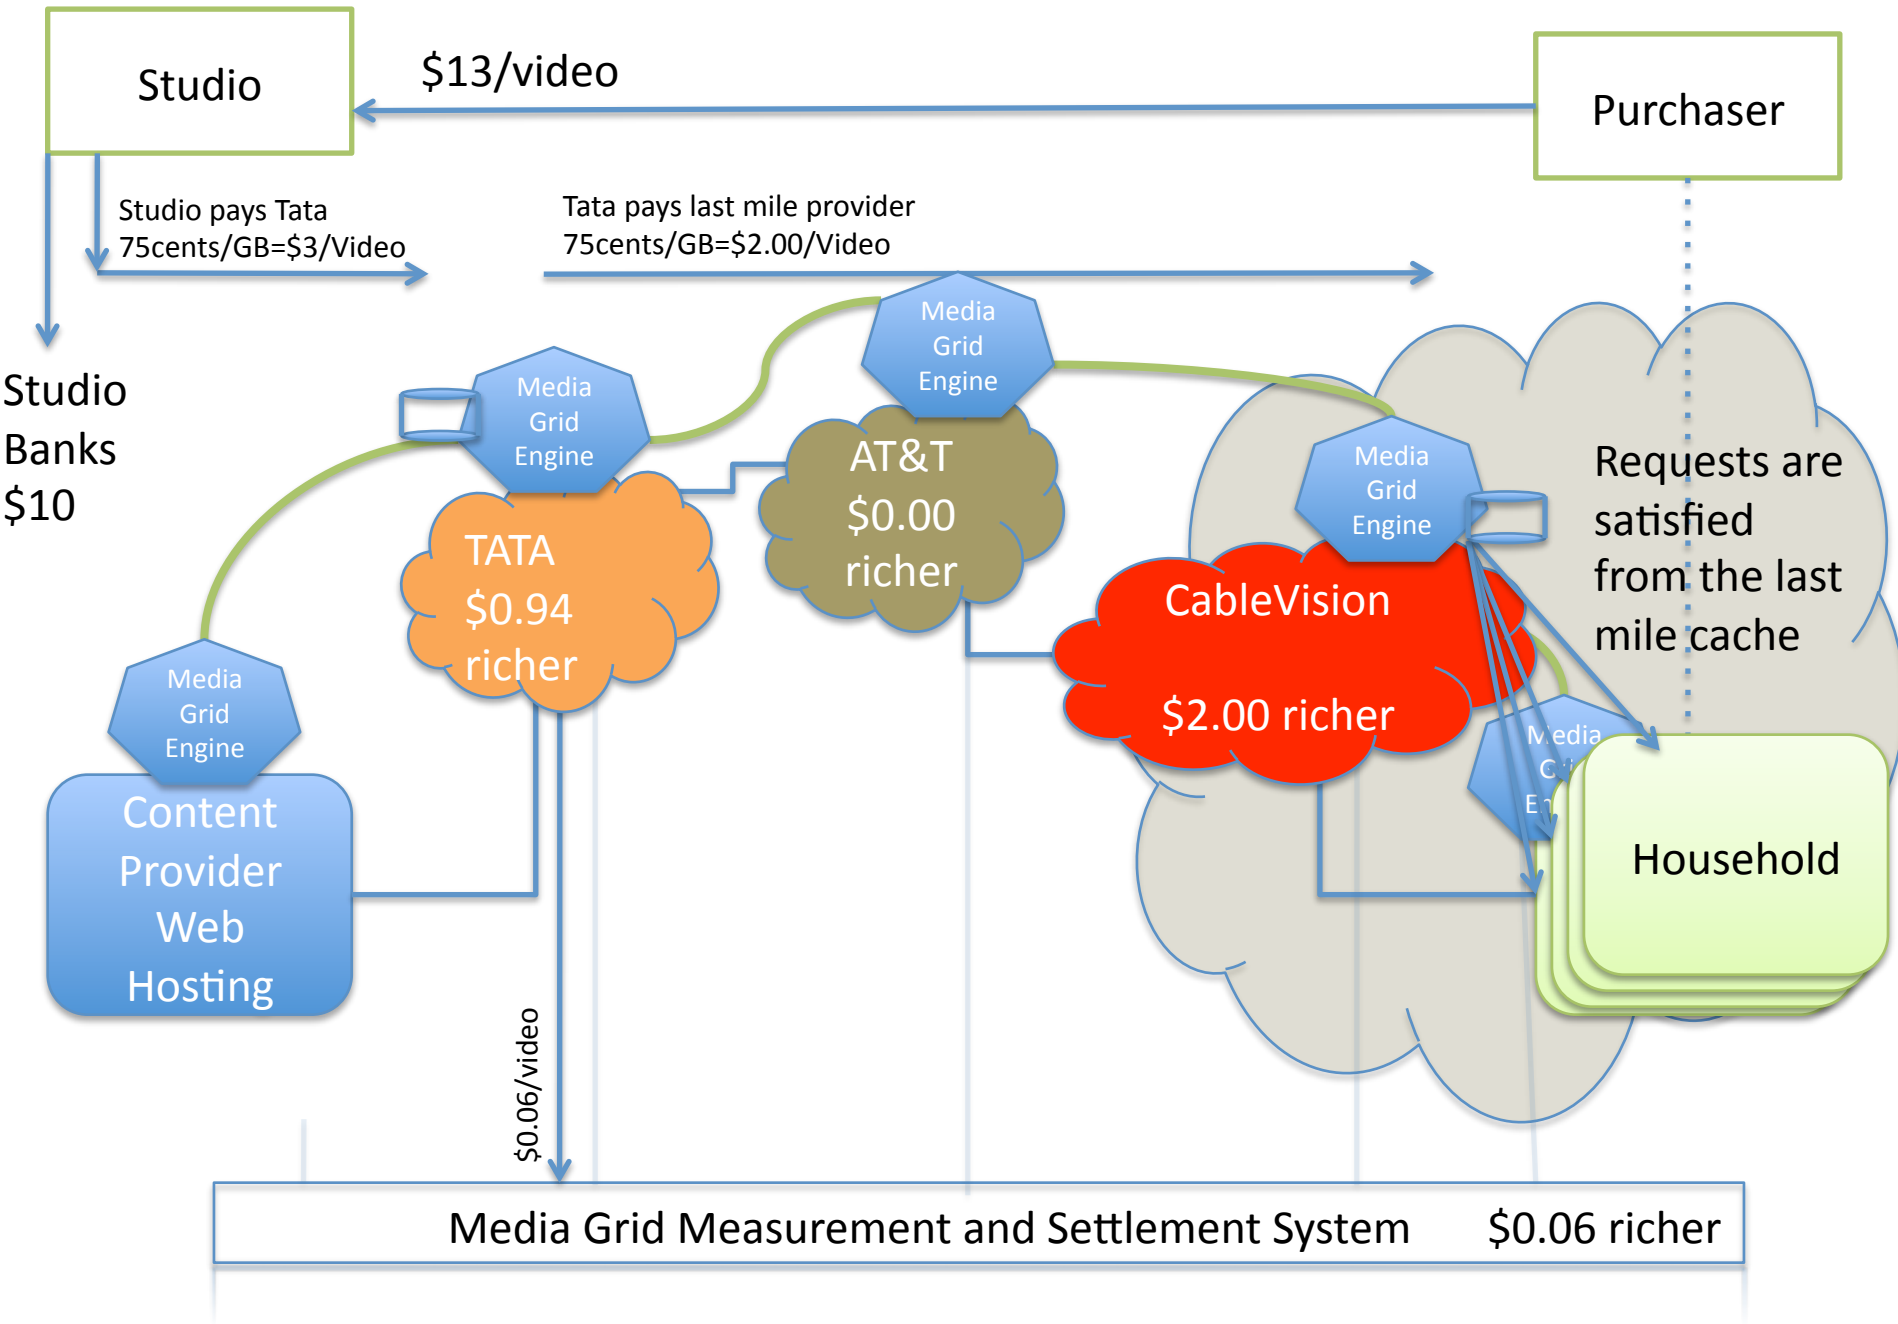 Studio
$13/video
Purchaser
Studio pays Tata
75cents/GB=$3/Video
Tata pays last mile provider
75cents/GB=$2.00/Video
Studio
Banks
$10
Media
Grid
Engine
Media
Grid
Engine
Media
Grid
Engine
Media
Grid
Engine
TATA
$0.94
richer
AT&T
$0.00
richer
CableVision
$2.00 richer
Requests are
satisfied
from the last
mile cache
Media
Household
Content
Provider
Web
Hosting
$0.06/video
Media Grid Measurement and Settlement System $0.06 richer